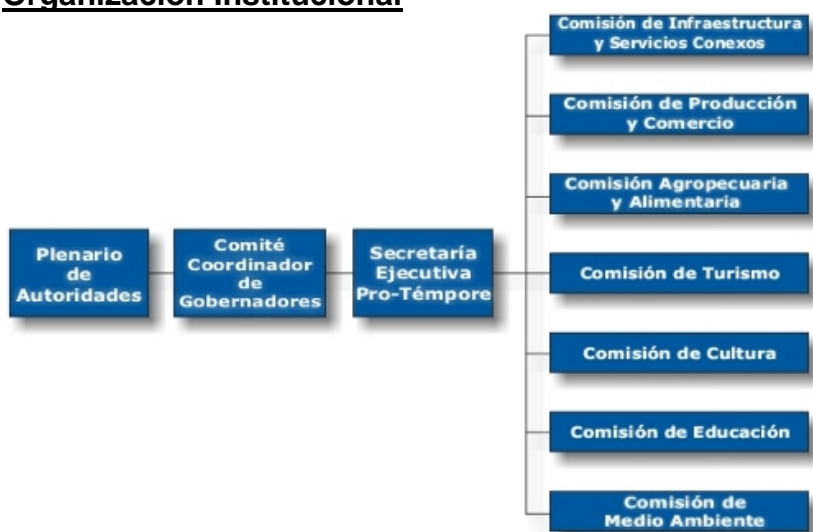 Organización Institucional
Comisión de Infraestructura
y Servicios Conexos
Comisión de Producción
y Comercio
Comisión Agropecuaria
y Alimentaria
Plenario
de
Autoridades
Comité
Coordinador
de
Gobernadores
Secretaría
Ejecutiva
Pro-Témpore
Comisión de Turismo
Comisión de Cultura
Comisión de Educación
Comisión de
Medio Ambiente